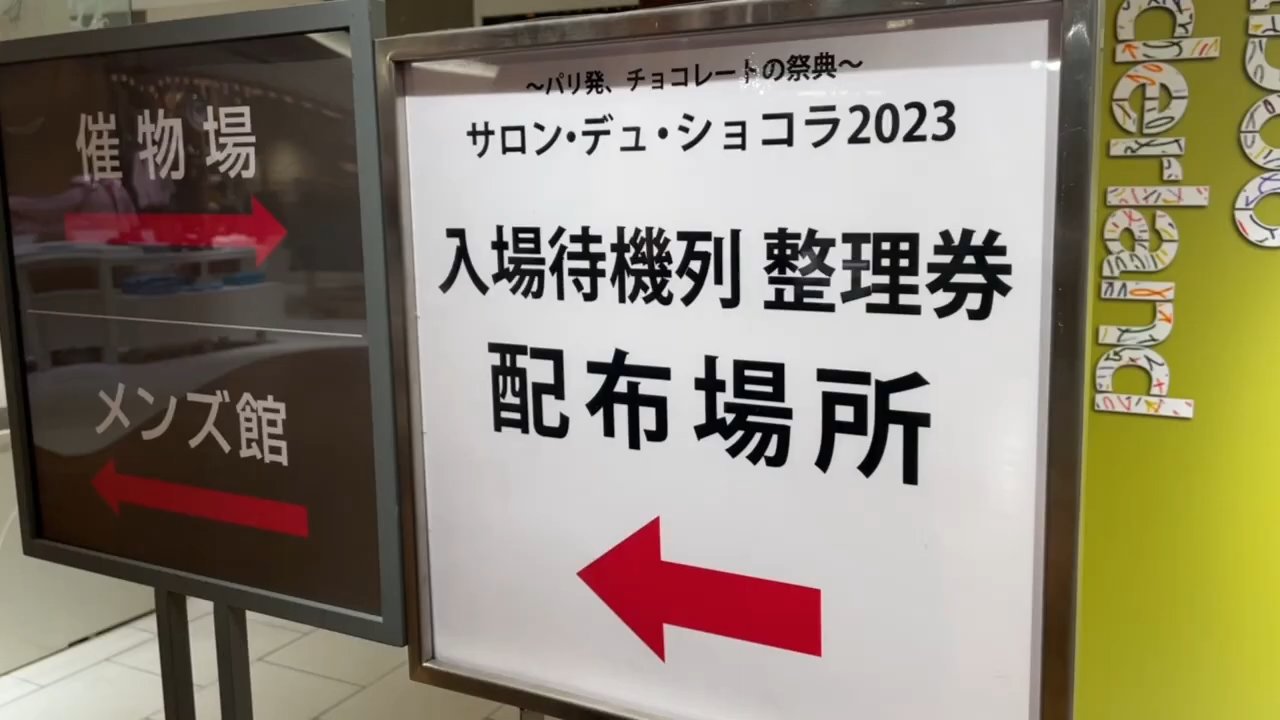 催物場
メンズ館
～パリ発、チョコレートの祭典～
サロン・デュ・ショコラ2023
入場待機列 整理券
配布場所
derland